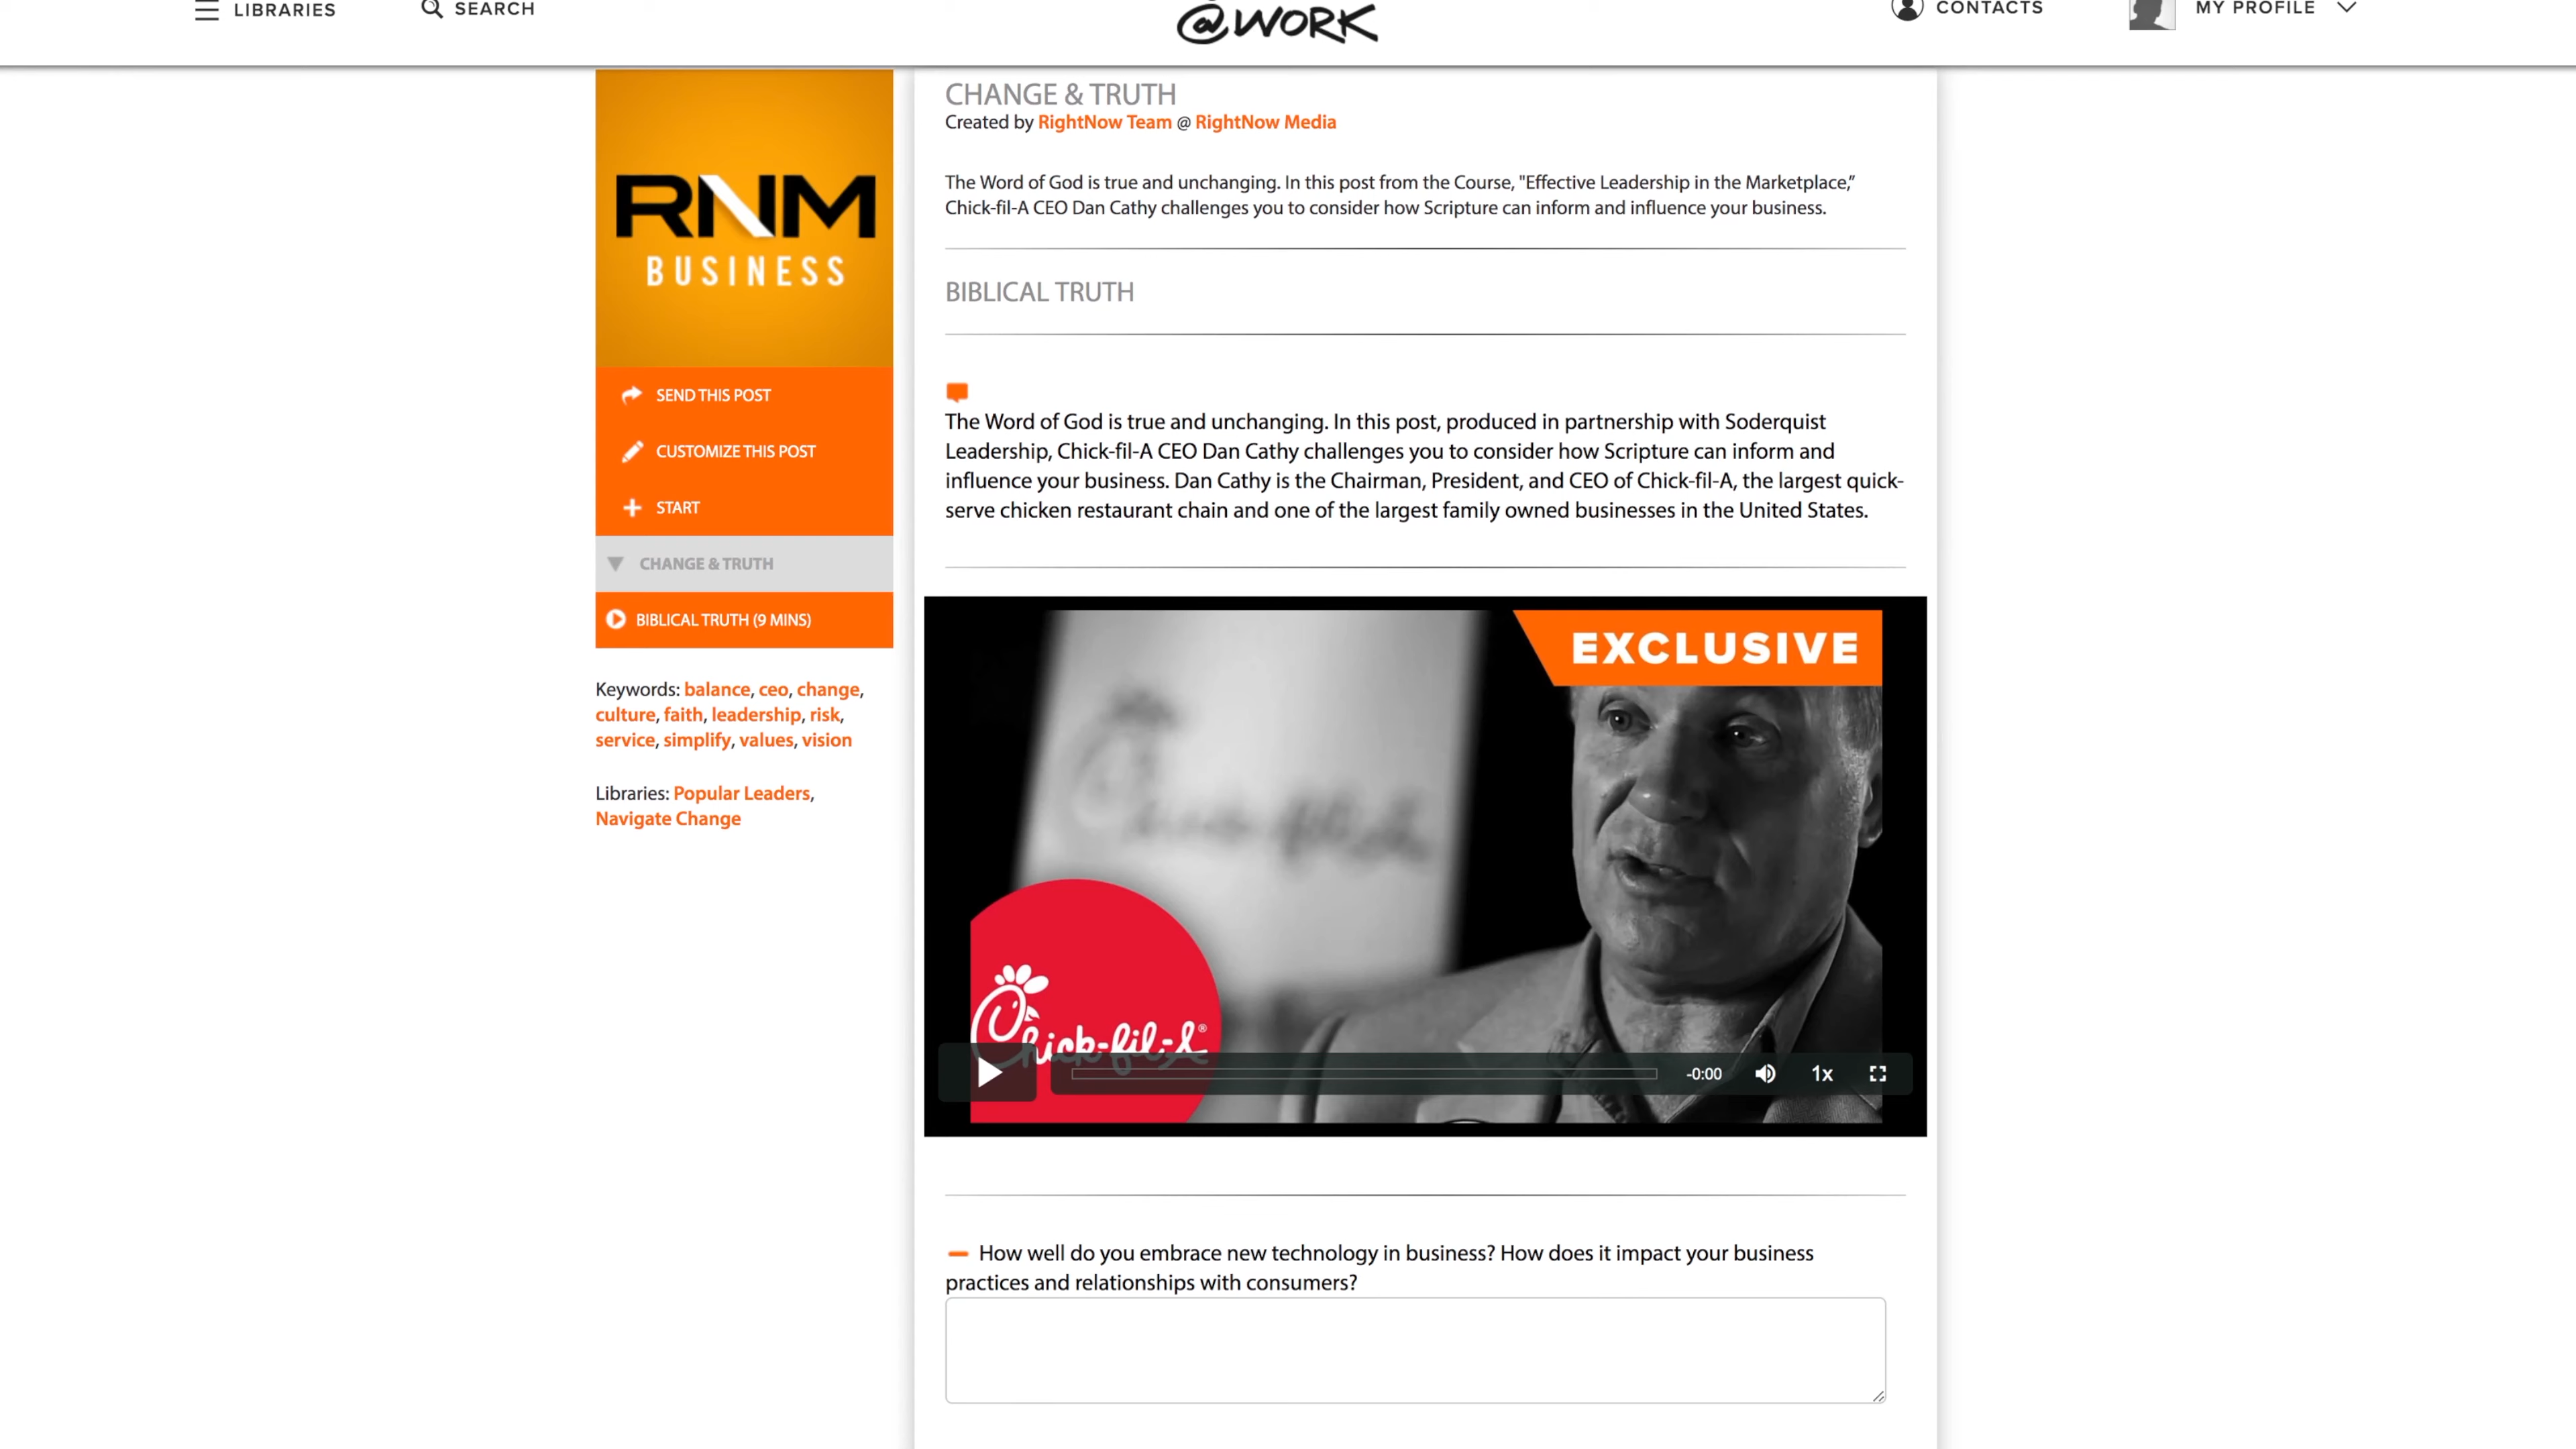 LIBRARIES
SEARCH
@WORK
CONTACTS
MY PROFILE
RNM
BUSINESS
SEND THIS POST
CUSTOMIZE THIS POST
START
CHANGE & TRUTH
BIBLICAL TRUTH (9 MINS)
Keywords: balance, ceo, change,
culture, faith, leadership, risk,
service, simplify, values, vision
Libraries: Popular Leaders,
Navigate Change
CHANGE & TRUTH
Created by RightNow Team @ RightNow Media
The Word of God is true and unchanging. In this post from the Course, "Effective Leadership in the Marketplace,"
Chick-fil-A CEO Dan Cathy challenges you to consider how Scripture can inform and influence your business.
BIBLICAL TRUTH
The Word of God is true and unchanging. In this post, produced in partnership with Soderquist
Leadership, Chick-fil-A CEO Dan Cathy challenges you to consider how Scripture can inform and
influence your business. Dan Cathy is the Chairman, President, and CEO of Chick-fil-A, the largest quick-
serve chicken restaurant chain and one of the largest family owned businesses in the United States.
EXCLUSIVE
Chick-fil-A
Chick-fil-A®
-0:00
1x
How well do you embrace new technology in business? How does it impact your business
practices and relationships with consumers?